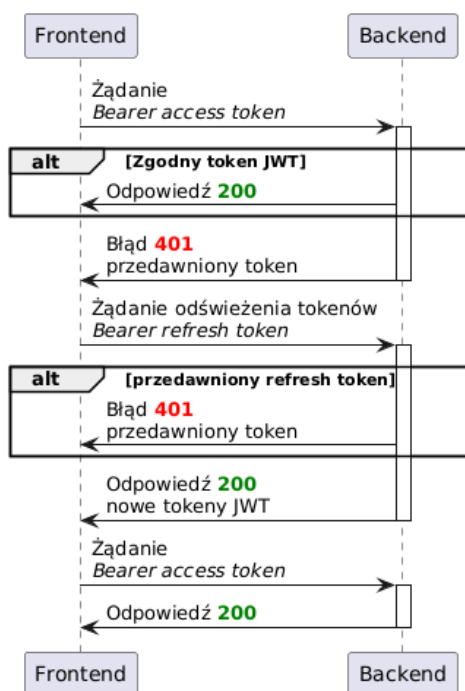 Frontend
Backend
Żądanie
Bearer access token
alt
[Zgodny token JWT]
Odpowiedź 200
Błąd 401
przedawniony token
Żądanie odświeżenia tokenów
Bearer refresh token
alt
[przedawniony refresh token]
Błąd 401
przedawniony token
Odpowiedź 200
nowe tokeny JWT
Żądanie
Bearer access token
Odpowiedź 200
Frontend
Backend